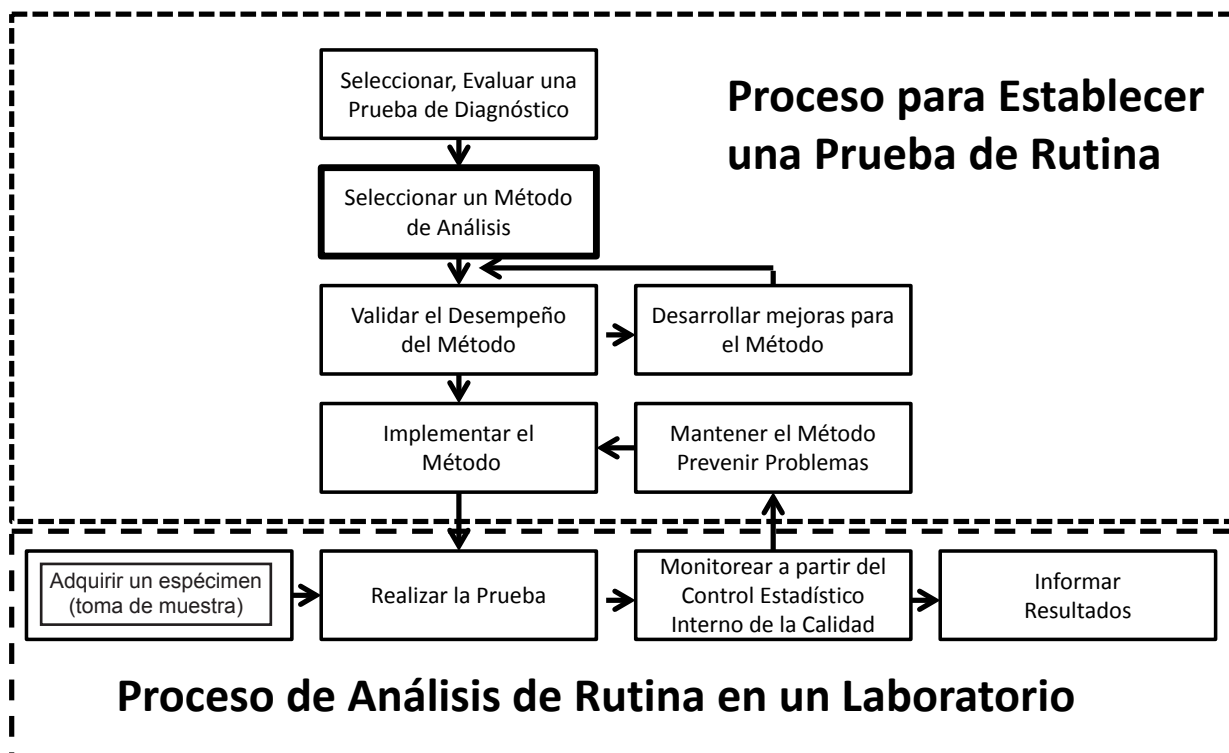 Seleccionar, Evaluar una
Prueba de Diagnóstico
Proceso para Establecer
una Prueba de Rutina
Seleccionar un Método
de Análisis
Validar el Desempeño
del Método
Desarrollar mejoras para
el Método
Implementar el
Método
Mantener el Método
Prevenir Problemas
Adquirir un espécimen
(toma de muestra)
Realizar la Prueba
Monitorear a partir del
Control Estadístico
Interno de la Calidad
Informar
Resultados
Proceso de Análisis de Rutina en un Laboratorio